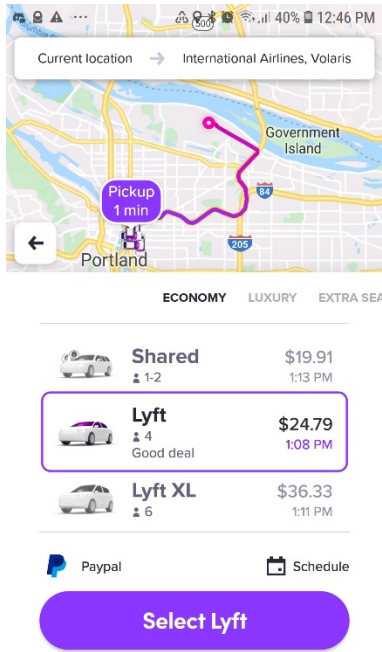 40% 12:46 PM
500
Current location → International Airlines, Volaris
Government
Island
Pickup
1 min
84
205
Portland
ECONOMY LUXURY EXTRA SEA
Shared $19.91
1-2 1:13 PM
Lyft $24.79
4 1:08 PM
Good deal
Lyft XL $36.33
6 1:11 PM
Paypal Schedule
Select Lyft